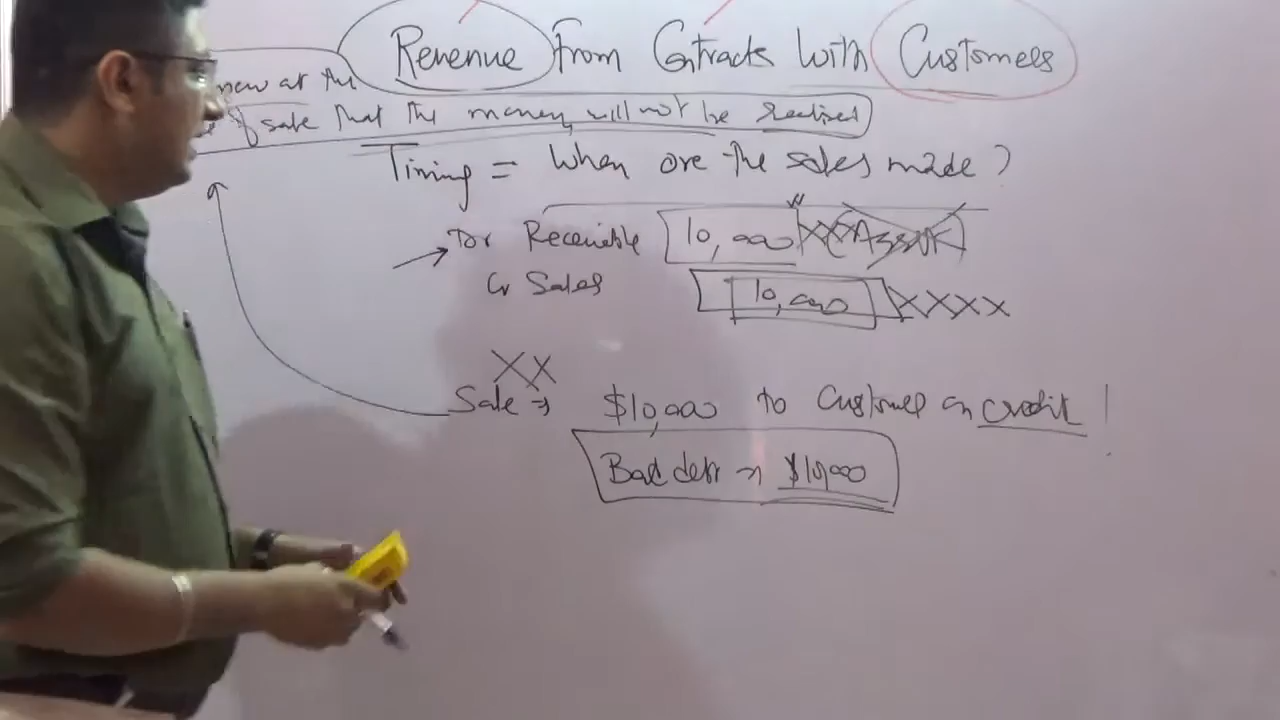 Revenue from Contracts with Customers
new at the
of sale that the money will not be realised
Timing = When are the sales made ?
Dr Receivable 10,000 XXX
Cr Sales 10,000 XXXX
XX
Sale → $10,000 to Customer on credit !
Bad debt → $10,000